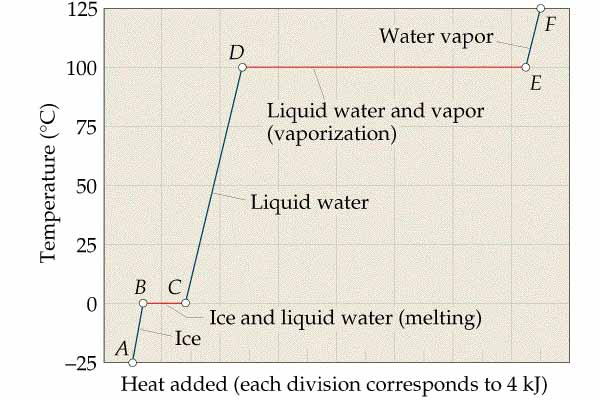 125
F
Water vapor
D
100
E
Liquid water and vapor
(vaporization)
75
Temperature (°C)
50
Liquid water
25
B
C
0
Ice and liquid water (melting)
Ice
A
–25
Heat added (each division corresponds to 4 kJ)